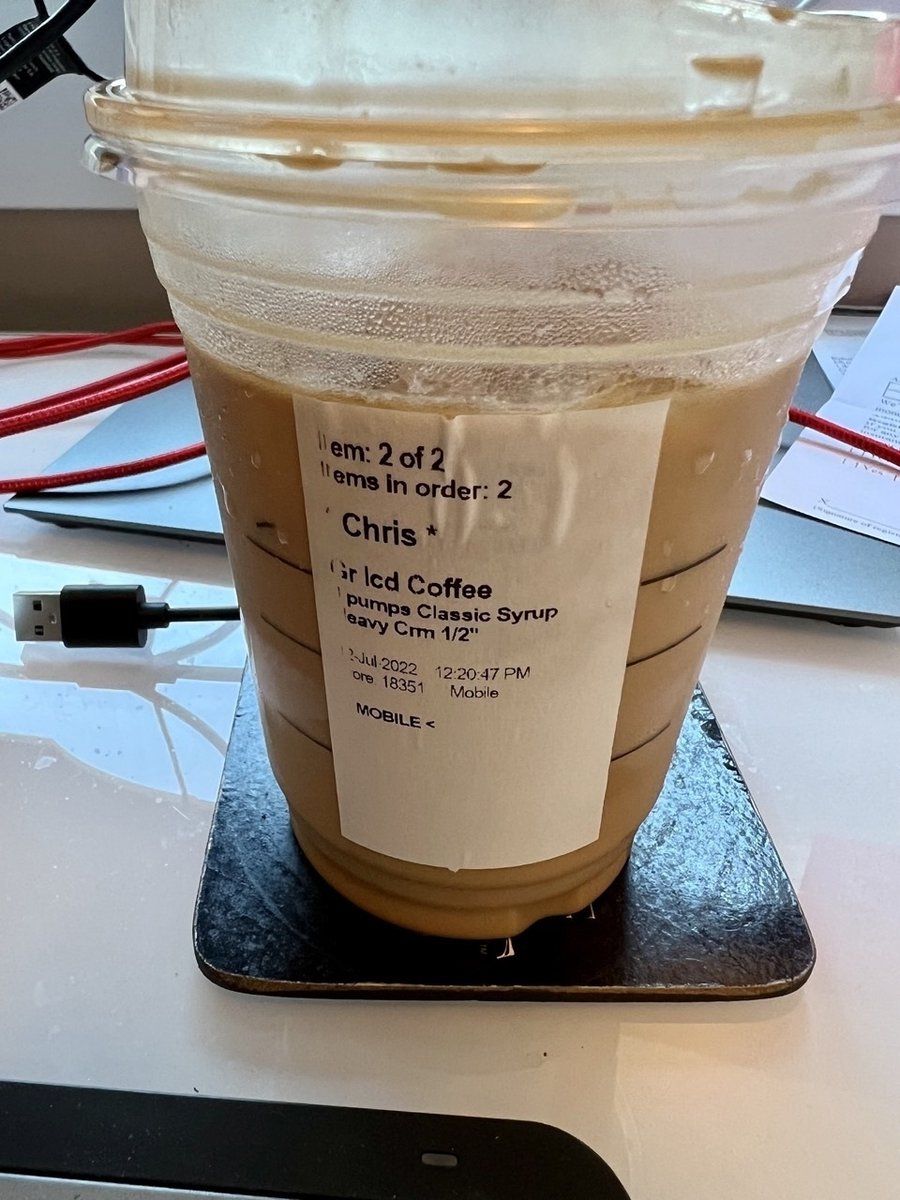 em: 2 of 2
ems in order: 2
Chris *
Gr Icd Coffee
pumps Classic Syrup
eavy Crm 1/2"
-Jul-2022 12:20:47 PM
ore 18351 Mobile
MOBILE <